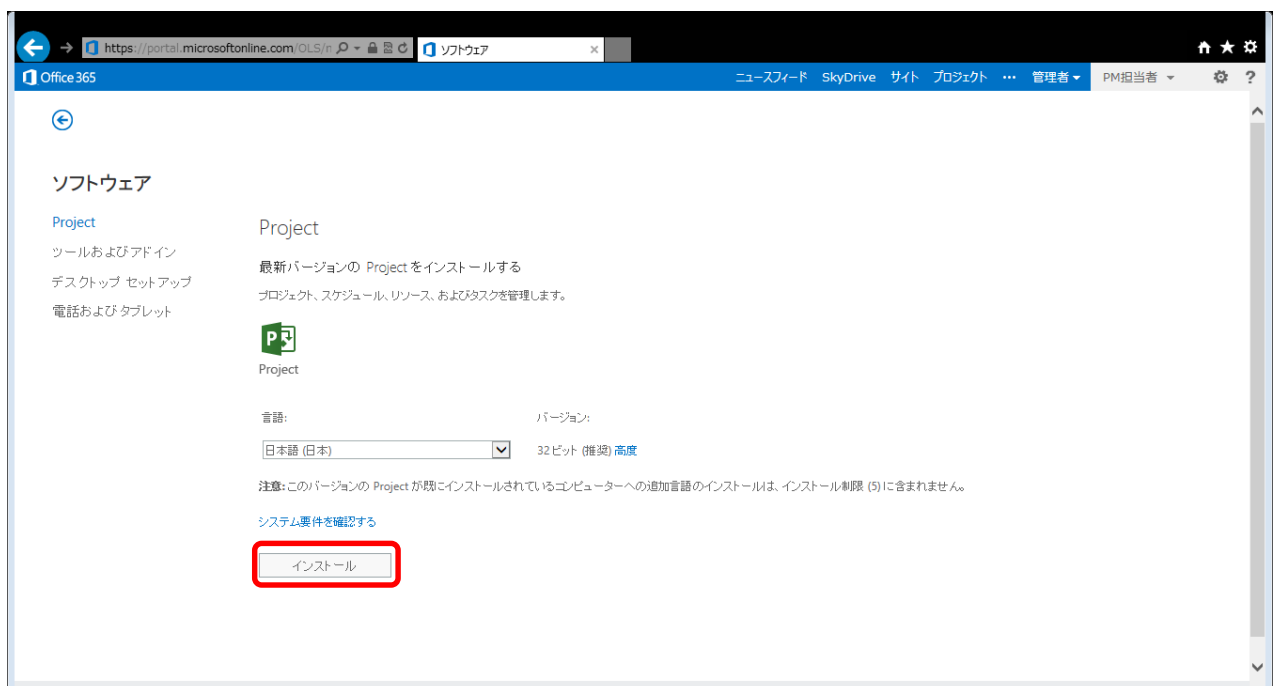 https://portal.microsoftonline.com/OLS/n
ソフトウェア
Office 365
ニュースフィード SkyDrive サイト プロジェクト ··· 管理者 PM担当者 ?
ソフトウェア
Project
ツールおよびアドイン
デスクトップ セットアップ
電話およびタブレット
Project
最新バージョンの Project をインストールする
プロジェクト、スケジュール、リソース、およびタスクを管理します。
Project
言語: バージョン:
日本語 (日本) 32 ビット (推奨) 高度
注意: このバージョンの Project が既にインストールされているコンピューターへの追加言語のインストールは、インストール制限 (5) に含まれません。
システム要件を確認する
インストール